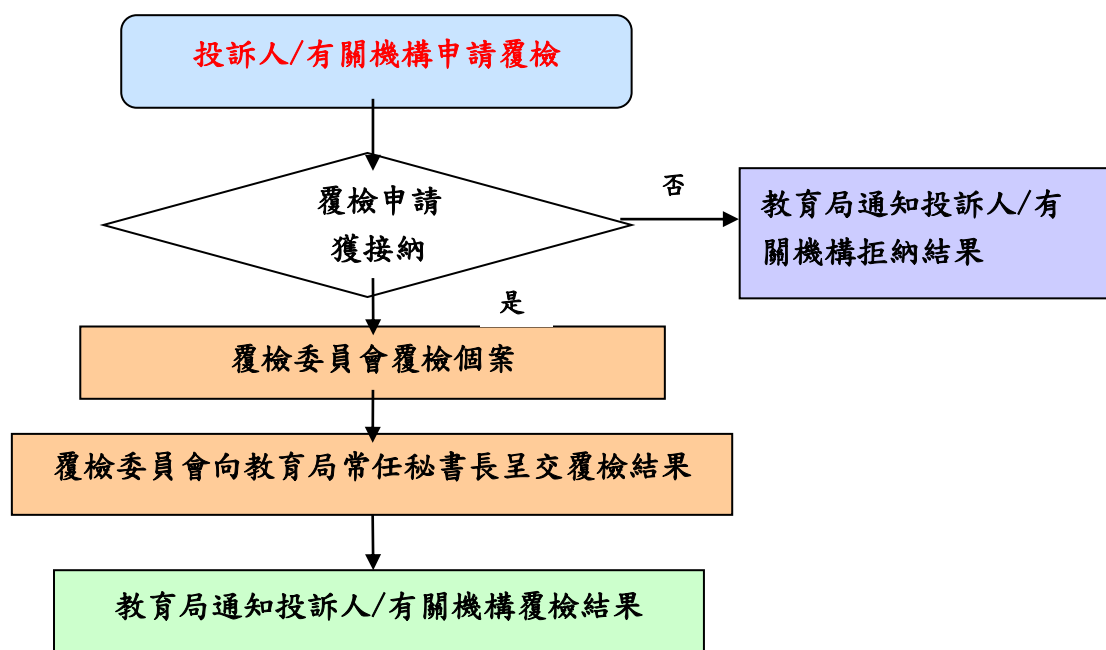 投訴人/有關機構申請覆檢
覆檢申請
獲接納
否
教育局通知投訴人/有
關機構拒納結果
是
覆檢委員會覆檢個案
覆檢委員會向教育局常任秘書長呈交覆檢結果
教育局通知投訴人/有關機構覆檢結果